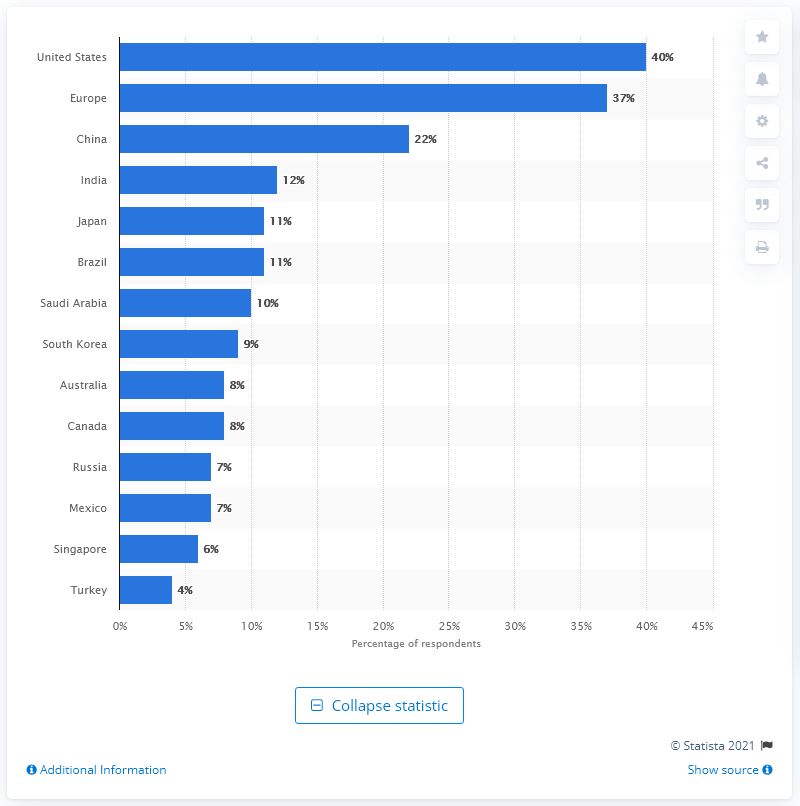 United States 40%
Europe 37%
China 22%
India 12%
Japan 11%
Brazil 11%
Saudi Arabia 10%
South Korea 9%
Australia 8%
Canada 8%
Russia 7%
Mexico 7%
Singapore 6%
Turkey 4%
0% 5% 10% 15% 20% 25% 30% 35% 40% 45%
Percentage of respondents
Collapse statistic
© Statista 2021
Additional Information
Show source